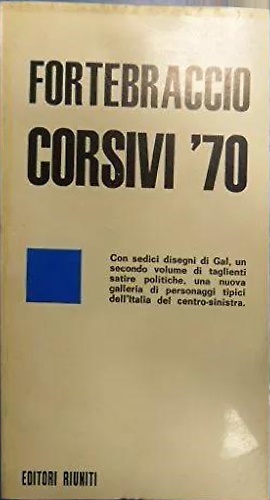 FORTEBRACCIO
CORSIVI '70
Con sedici disegni di Gal, un
secondo volume di taglienti
satire politiche, una nuova
galleria di personaggi tipici
dell'Italia del centro-sinistra.
EDITORI RIUNITI